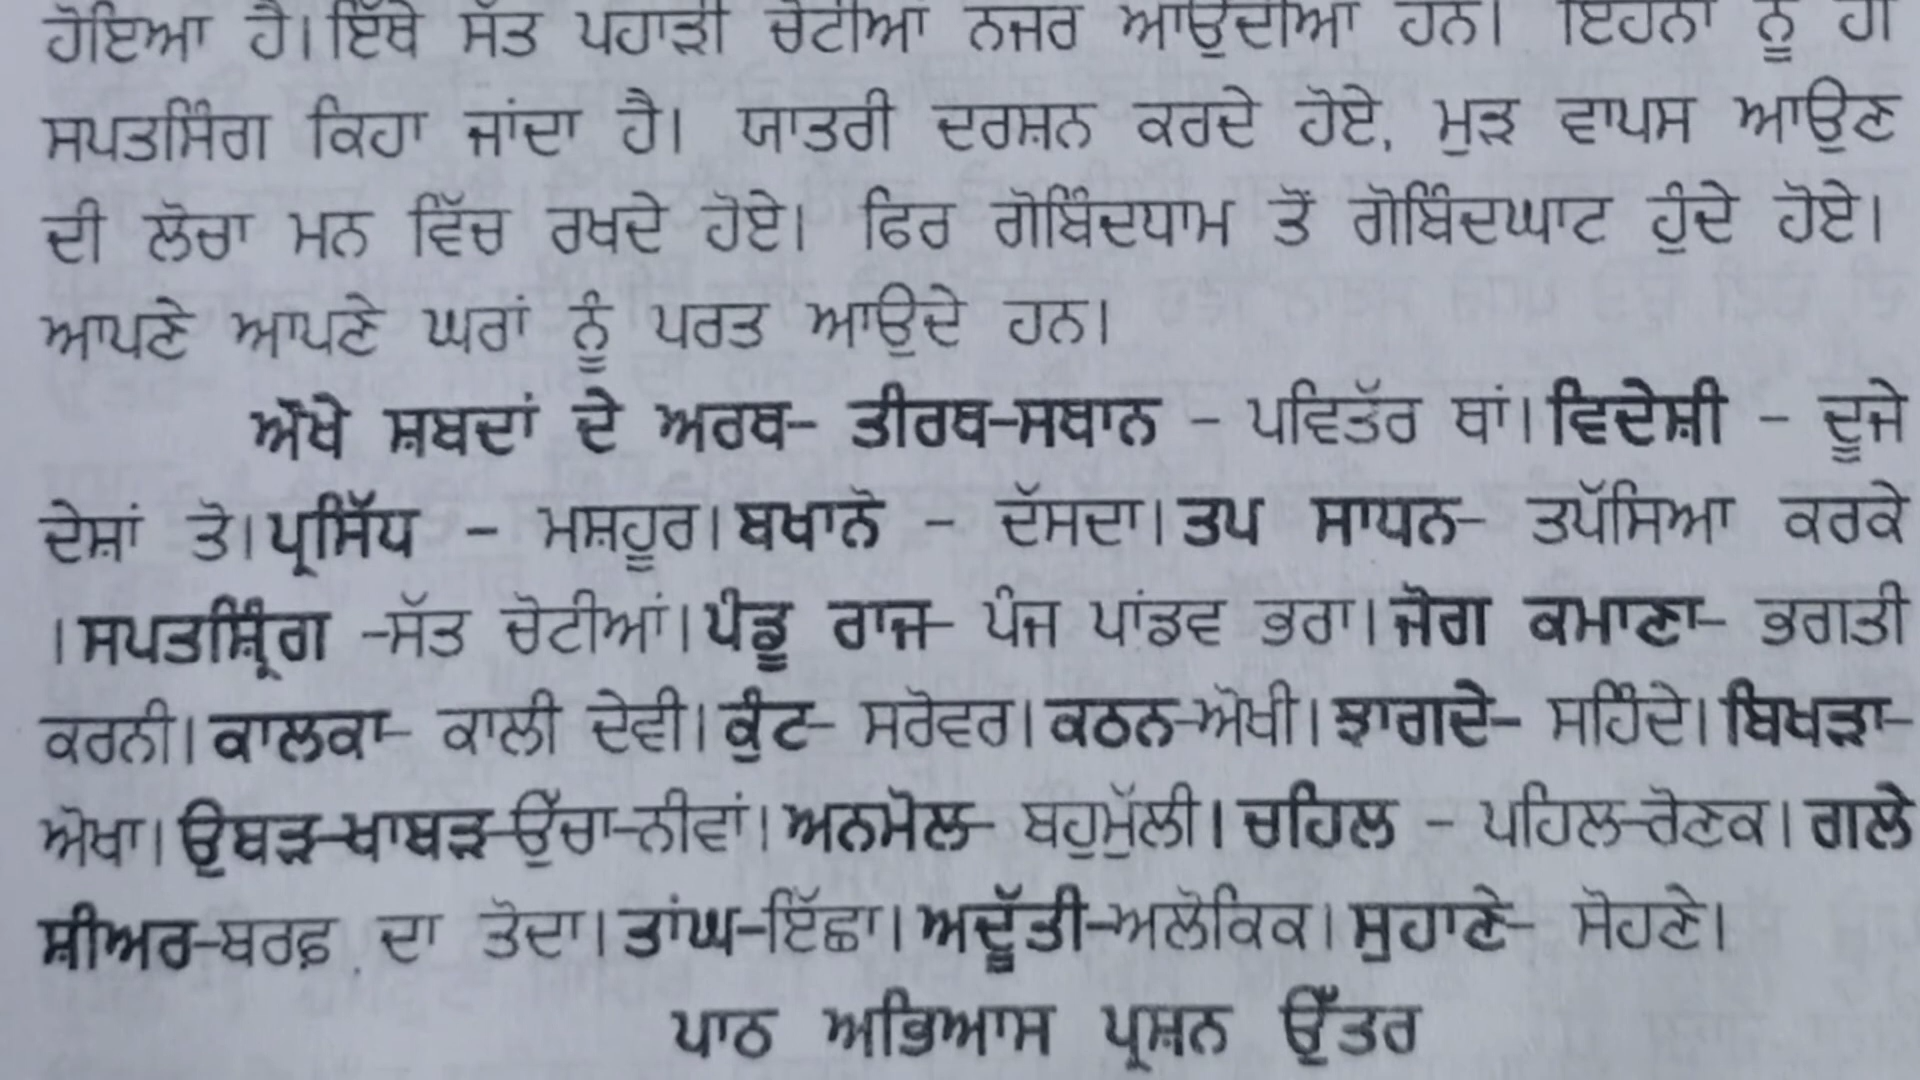 ਹੋਇਆ ਹੈ। ਇੱਥੇ ਸੱਤ ਪਹਾੜੀ ਚੋਟੀਆਂ ਨਜਰ ਆਉਂਦੀਆਂ ਹਨ। ਇਹਨਾਂ ਨੂੰ ਹੀ
ਸਪਤਸਿੰਗ ਕਿਹਾ ਜਾਂਦਾ ਹੈ। ਯਾਤਰੀ ਦਰਸ਼ਨ ਕਰਦੇ ਹੋਏ, ਮੁੜ ਵਾਪਸ ਆਉਣ
ਦੀ ਲੋਚਾ ਮਨ ਵਿੱਚ ਰਖਦੇ ਹੋਏ। ਫਿਰ ਗੋਬਿੰਦਧਾਮ ਤੋਂ ਗੋਬਿੰਦਘਾਟ ਹੁੰਦੇ ਹੋਏ।
ਆਪਣੇ ਆਪਣੇ ਘਰਾਂ ਨੂੰ ਪਰਤ ਆਉਂਦੇ ਹਨ।
ਔਖੇ ਸ਼ਬਦਾਂ ਦੇ ਅਰਥ- ਤੀਰਥ-ਸਥਾਨ - ਪਵਿਤੱਰ ਥਾਂ। ਵਿਦੇਸ਼ੀ - ਦੂਜੇ
ਦੇਸ਼ਾਂ ਤੋ। ਪ੍ਰਸਿੱਧ - ਮਸ਼ਹੂਰ। ਬਖਾਨੋ - ਦੱਸਦਾ। ਤਪ ਸਾਧਨ- ਤਪੱਸਿਆ ਕਰਕੇ
। ਸਪਤਸ਼੍ਰਿੰਗ -ਸੱਤ ਚੋਟੀਆਂ। ਪੰਡੂ ਰਾਜ- ਪੰਜ ਪਾਂਡਵ ਭਰਾ। ਜੋਗ ਕਮਾਣਾ- ਭਗਤੀ
ਕਰਨੀ। ਕਾਲਕਾ- ਕਾਲੀ ਦੇਵੀ। ਕੁੰਟ- ਸਰੋਵਰ। ਕਠਨ-ਔਖੀ। ਝਾਗਦੇ- ਸਹਿੰਦੇ। ਬਿਖੜਾ-
ਔਖਾ। ਉਬੜ-ਖਾਬੜ-ਉੱਚਾ-ਨੀਵਾਂ। ਅਨਮੋਲ- ਬਹੁਮੁੱਲੀ। ਚਹਿਲ - ਪਹਿਲ-ਰੌਣਕ। ਗਲੇ
ਸ਼ੀਅਰ-ਬਰਫ਼ ਦਾ ਤੋਦਾ। ਤਾਂਘ-ਇੱਛਾ। ਅਦੂੱਤੀ-ਅਲੌਕਿਕ। ਸੁਹਾਣੇ- ਸੋਹਣੇ।
ਪਾਠ ਅਭਿਆਸ ਪ੍ਰਸ਼ਨ ਉੱਤਰ